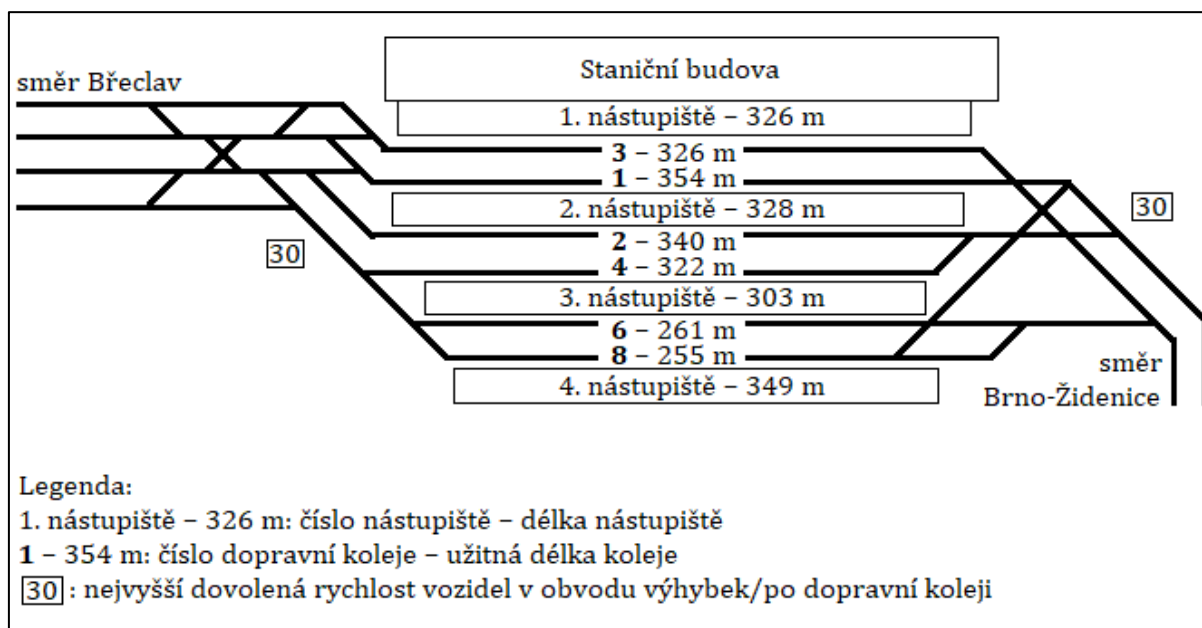 Staniční budova
směr Břeclav
1. nástupiště – 326 m
3 – 326 m
1 – 354 m
30
2. nástupiště – 328 m
2 – 340 m
30
4 – 322 m
3. nástupiště – 303 m
6 – 261 m
8 – 255 m
směr
4. nástupiště – 349 m
Brno-Židenice
Legenda:
1. nástupiště – 326 m: číslo nástupiště – délka nástupiště
1 – 354 m: číslo dopravní koleje – užitná délka koleje
30 : nejvyšší dovolená rychlost vozidel v obvodu výhybek/po dopravní koleji